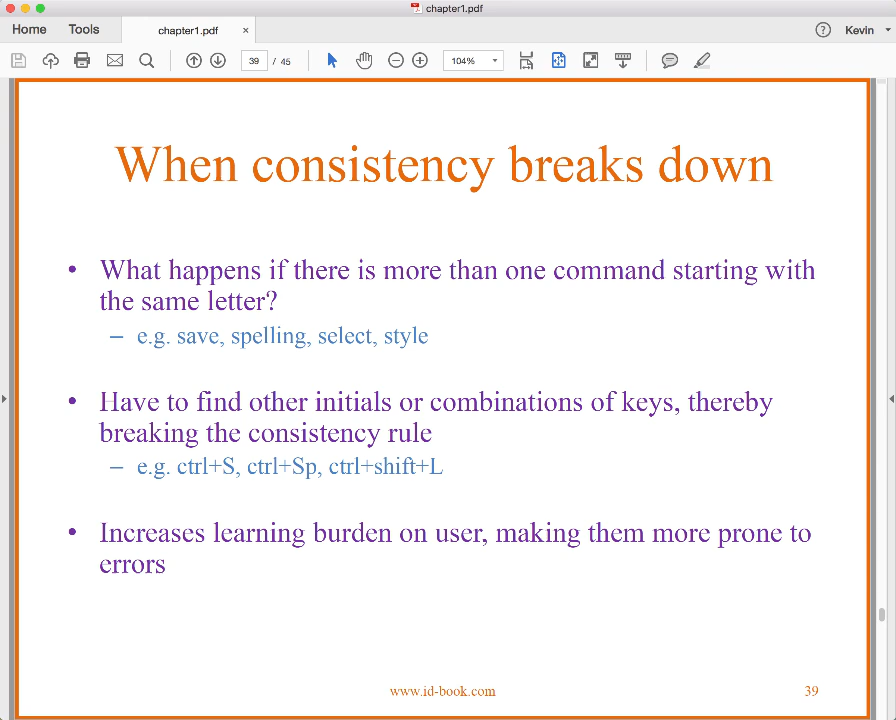 chapter1.pdf
Home Tools chapter1.pdf × ? Kevin
39 / 45 104%
When consistency breaks down
• What happens if there is more than one command starting with
the same letter?
– e.g. save, spelling, select, style
• Have to find other initials or combinations of keys, thereby
breaking the consistency rule
– e.g. ctrl+S, ctrl+Sp, ctrl+shift+L
• Increases learning burden on user, making them more prone to
errors
www.id-book.com 39